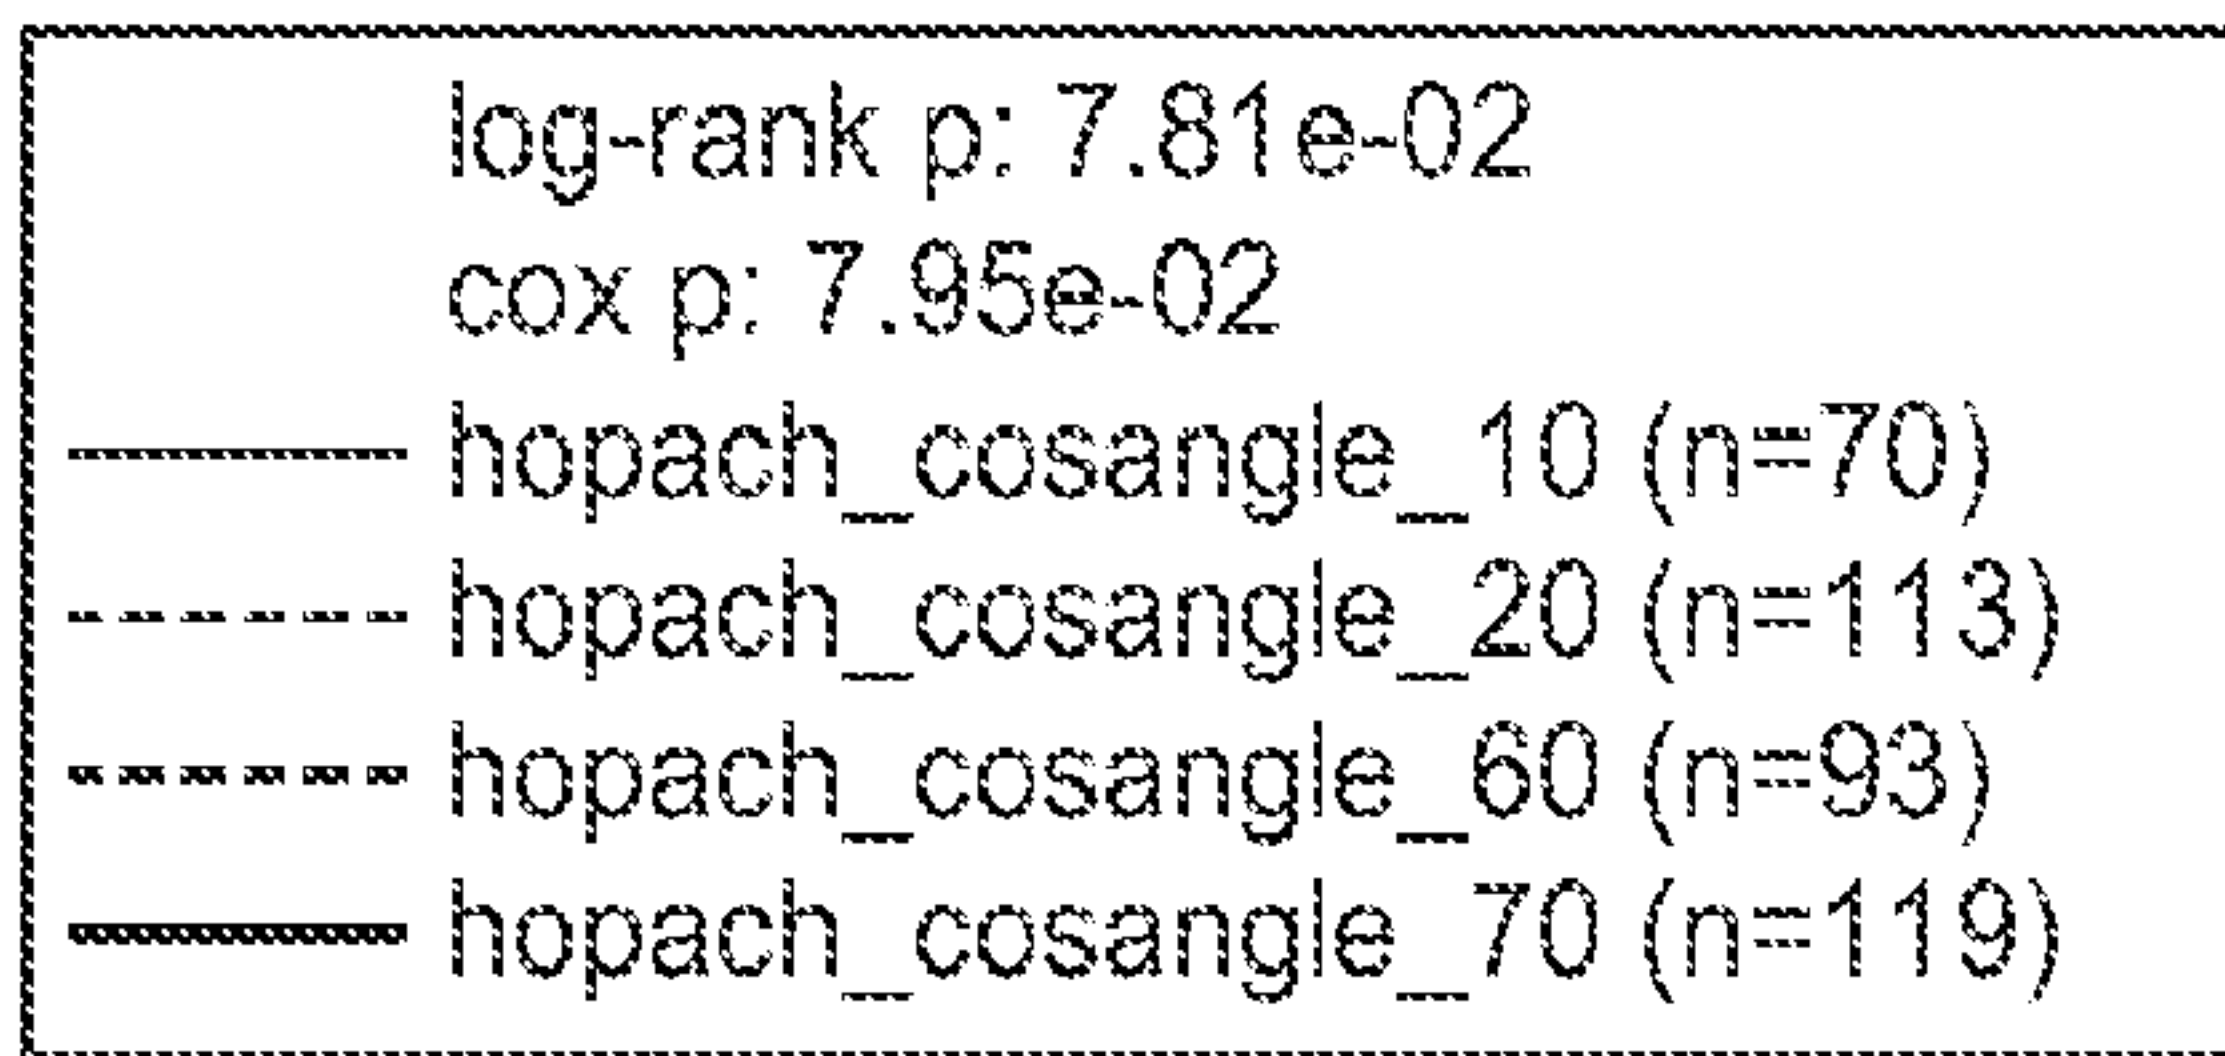 log-rank p: 7.81e-02
cox p: 7.95e-02
hopach_cosangle_10 (n=70)
hopach_cosangle_20 (n=113)
hopach_cosangle_60 (n=93)
hopach_cosangle_70 (n=119)